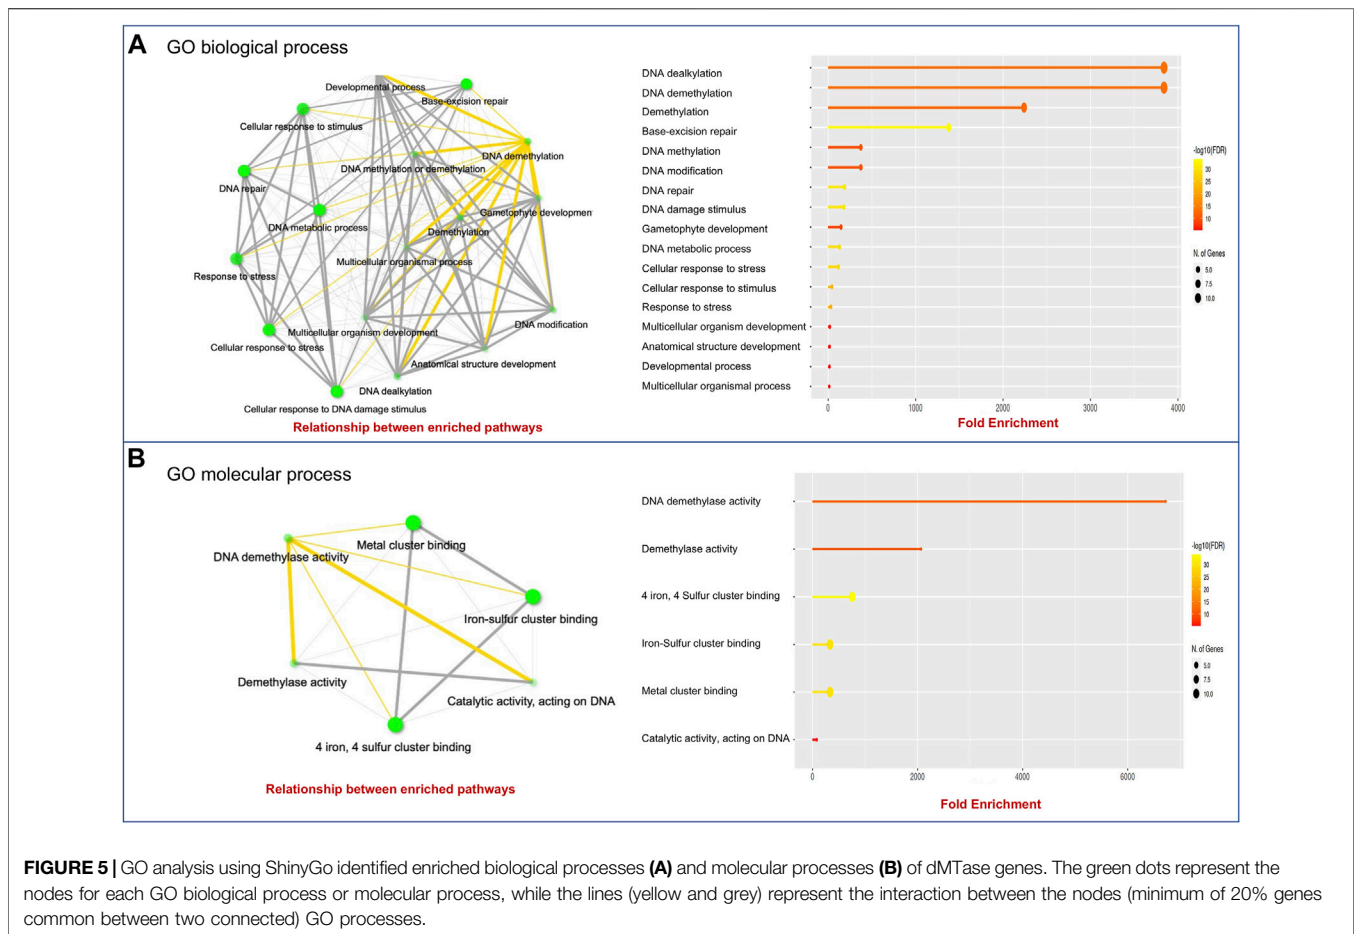 A GO biological process
Developmental process
Base-excision repair
Cellular response to stimulus
DNA demethylation
DNA methylation or demethylation
DNA repair
Gametophyte developmen
DNA metabolic process
Demethylation
Multicellular organismal process
Response to stress
DNA modification
Multicellular organism development
Cellular response to stress
Anatomical structure development
DNA dealkylation
Cellular response to DNA damage stimulus
Relationship between enriched pathways
DNA dealkylation
DNA demethylation
Demethylation
Base-excision repair
DNA methylation
DNA modification
DNA repair
DNA damage stimulus
Gametophyte development
DNA metabolic process
Cellular response to stress
Cellular response to stimulus
Response to stress
Multicellular organism development
Anatomical structure development
Developmental process
Multicellular organismal process
0 1000 2000 3000 4000
Fold Enrichment
-log10(FDR)
30
25
20
15
10
N. of Genes
5.0
7.5
10.0
B GO molecular process
Metal cluster binding
DNA demethylase activity
Iron-sulfur cluster binding
Demethylase activity
Catalytic activity, acting on DNA
4 iron, 4 sulfur cluster binding
Relationship between enriched pathways
DNA demethylase activity
Demethylase activity
4 iron, 4 Sulfur cluster binding
Iron-Sulfur cluster binding
Metal cluster binding
Catalytic activity, acting on DNA
0 2000 4000 6000
Fold Enrichment
-log10(FDR)
30
25
20
15
10
N. of Genes
5.0
7.5
10.0
FIGURE 5 | GO analysis using ShinyGo identified enriched biological processes (A) and molecular processes (B) of dMTase genes. The green dots represent the
nodes for each GO biological process or molecular process, while the lines (yellow and grey) represent the interaction between the nodes (minimum of 20% genes
common between two connected) GO processes.